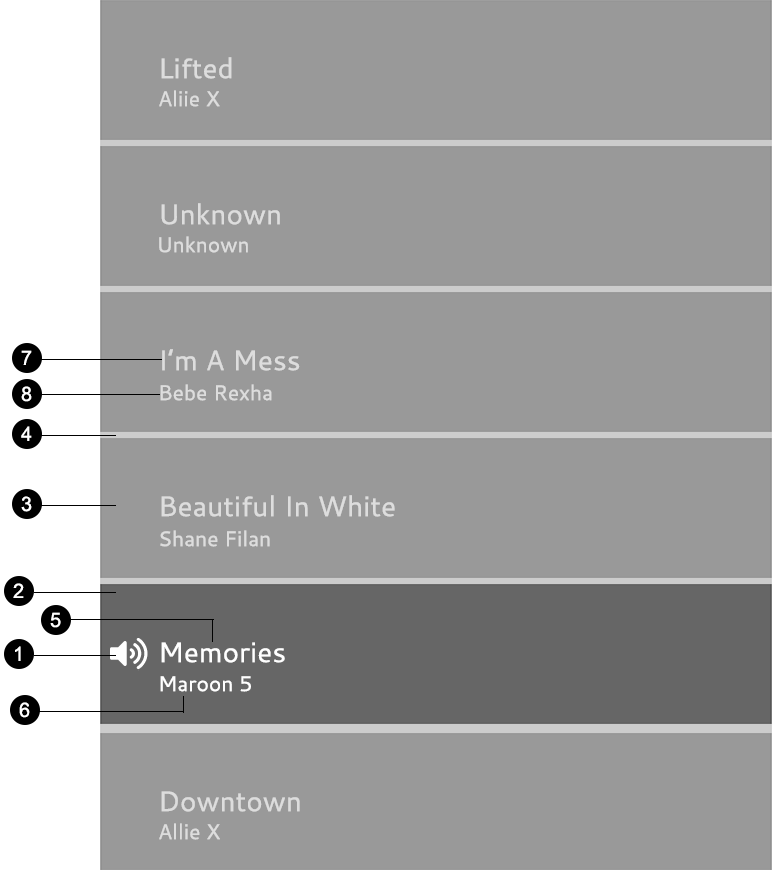 Lifted
Aliie X
Unknown
Unknown
7 I'm A Mess
8 Bebe Rexha
4
3 Beautiful In White
Shane Filan
2
5
1 Memories
Maroon 5
6
Downtown
Allie X